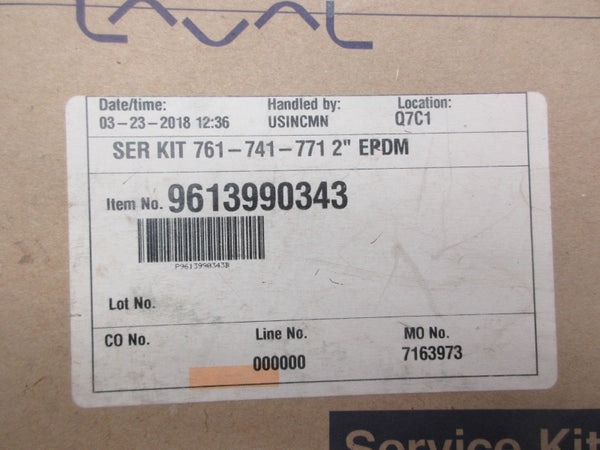 LAVAL
Date/time: Handled by: Location:
03-23-2018 12:36 USINCMN Q7C1
SER KIT 761-741-771 2" EPDM
Item No. 9613990343
P9613990343B
Lot No.
CO No. Line No. MO No.
000000 7163973
Service Kit